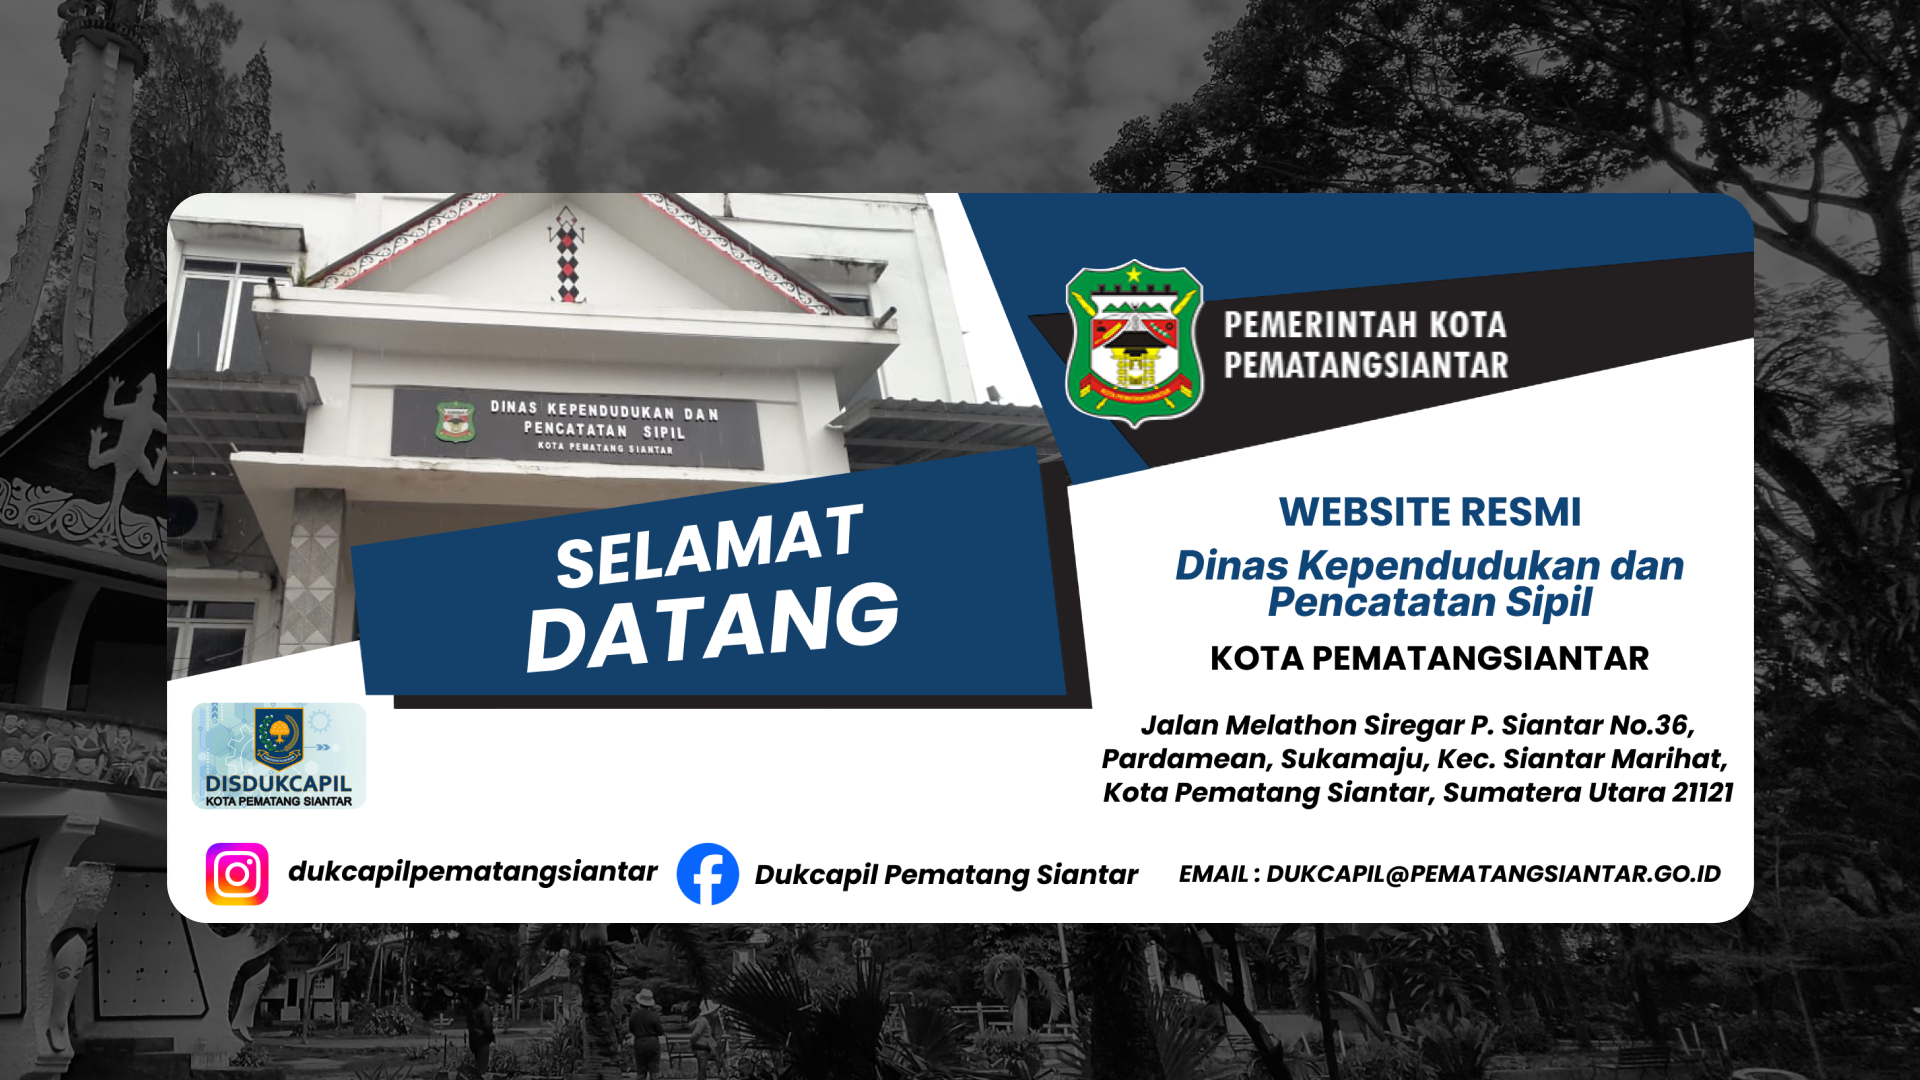 DINAS KEPENDUDUKAN DAN
PENCATATAN SIPIL
KOTA PEMATANG SIANTAR
SELAMAT
DATANG
PEMERINTAH KOTA
PEMATANGSIANTAR
WEBSITE RESMI
Dinas Kependudukan dan
Pencatatan Sipil
KOTA PEMATANGSIANTAR
Jalan Melathon Siregar P. Siantar No.36,
Pardamean, Sukamaju, Kec. Siantar Marihat,
Kota Pematang Siantar, Sumatera Utara 21121
DISDUKCAPIL
KOTA PEMATANG SIANTAR
dukcapilpematangsiantar
Dukcapil Pematang Siantar
EMAIL : DUKCAPIL@PEMATANGSIANTAR.GO.ID